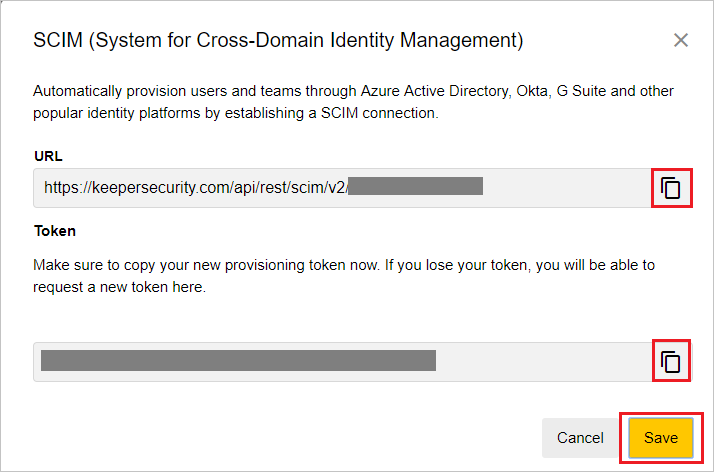 SCIM (System for Cross-Domain Identity Management)
Automatically provision users and teams through Azure Active Directory, Okta, G Suite and other
popular identity platforms by establishing a SCIM connection.
URL
https://keepersecurity.com/api/rest/scim/v2/
Token
Make sure to copy your new provisioning token now. If you lose your token, you will be able to
request a new token here.
Cancel
Save